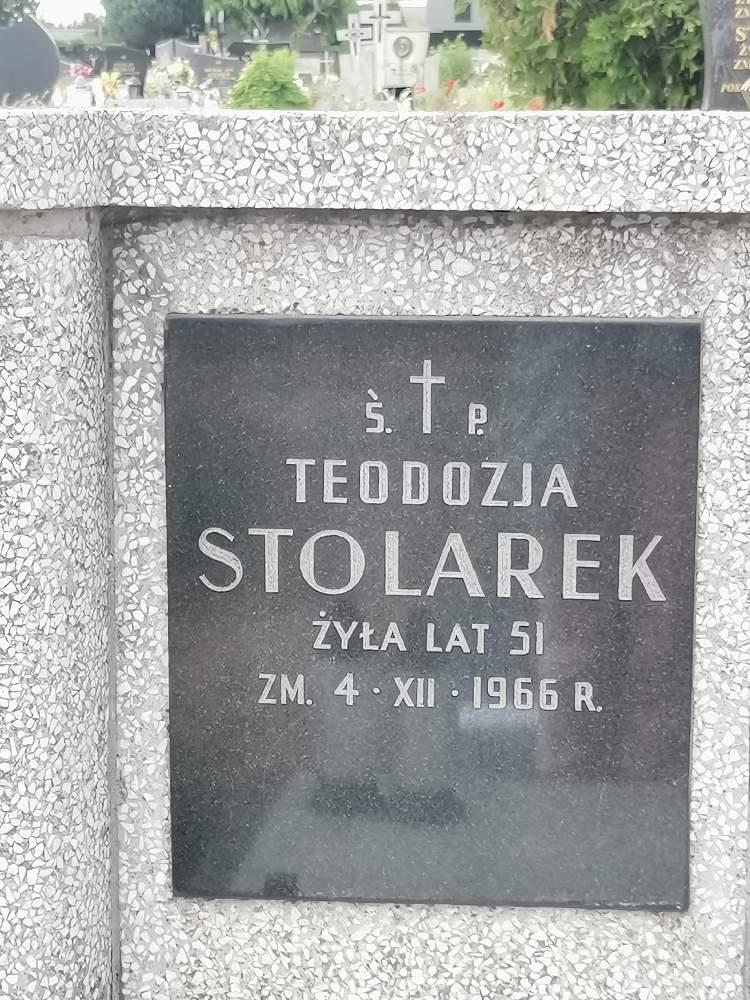 Ś. P.
TEODOZJA
STOLAREK
ŻYŁA LAT 51
ZM. 4 · XII · 1966 R.